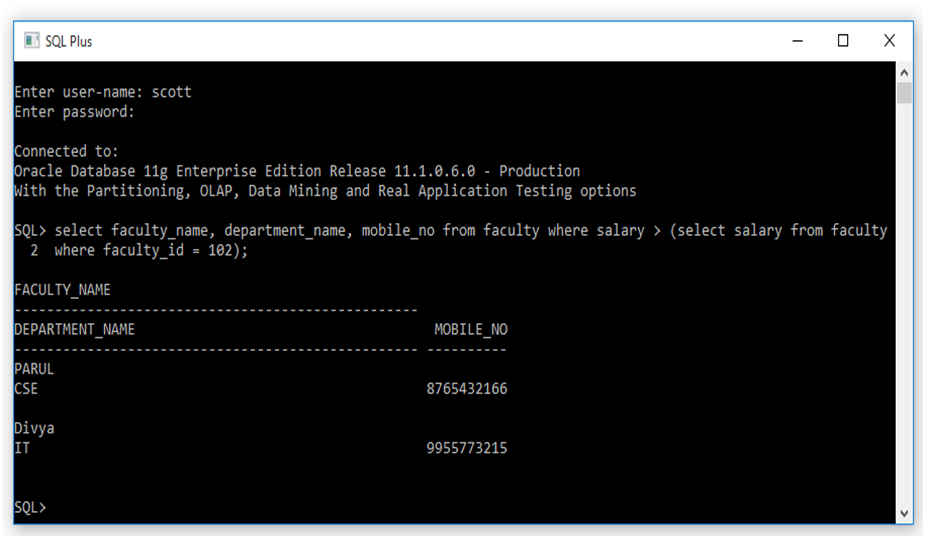 SQL Plus
Enter user-name: scott
Enter password:
Connected to:
Oracle Database 11g Enterprise Edition Release 11.1.0.6.0 - Production
With the Partitioning, OLAP, Data Mining and Real Application Testing options
SQL> select faculty_name, department_name, mobile_no from faculty where salary > (select salary from faculty
  2  where faculty_id = 102);
FACULTY_NAME
--------------------------------------------------
DEPARTMENT_NAME                                     MOBILE_NO
-------------------------------------------------- ----------
PARUL
CSE                                                8765432166
Divya
IT                                                 9955773215
SQL>